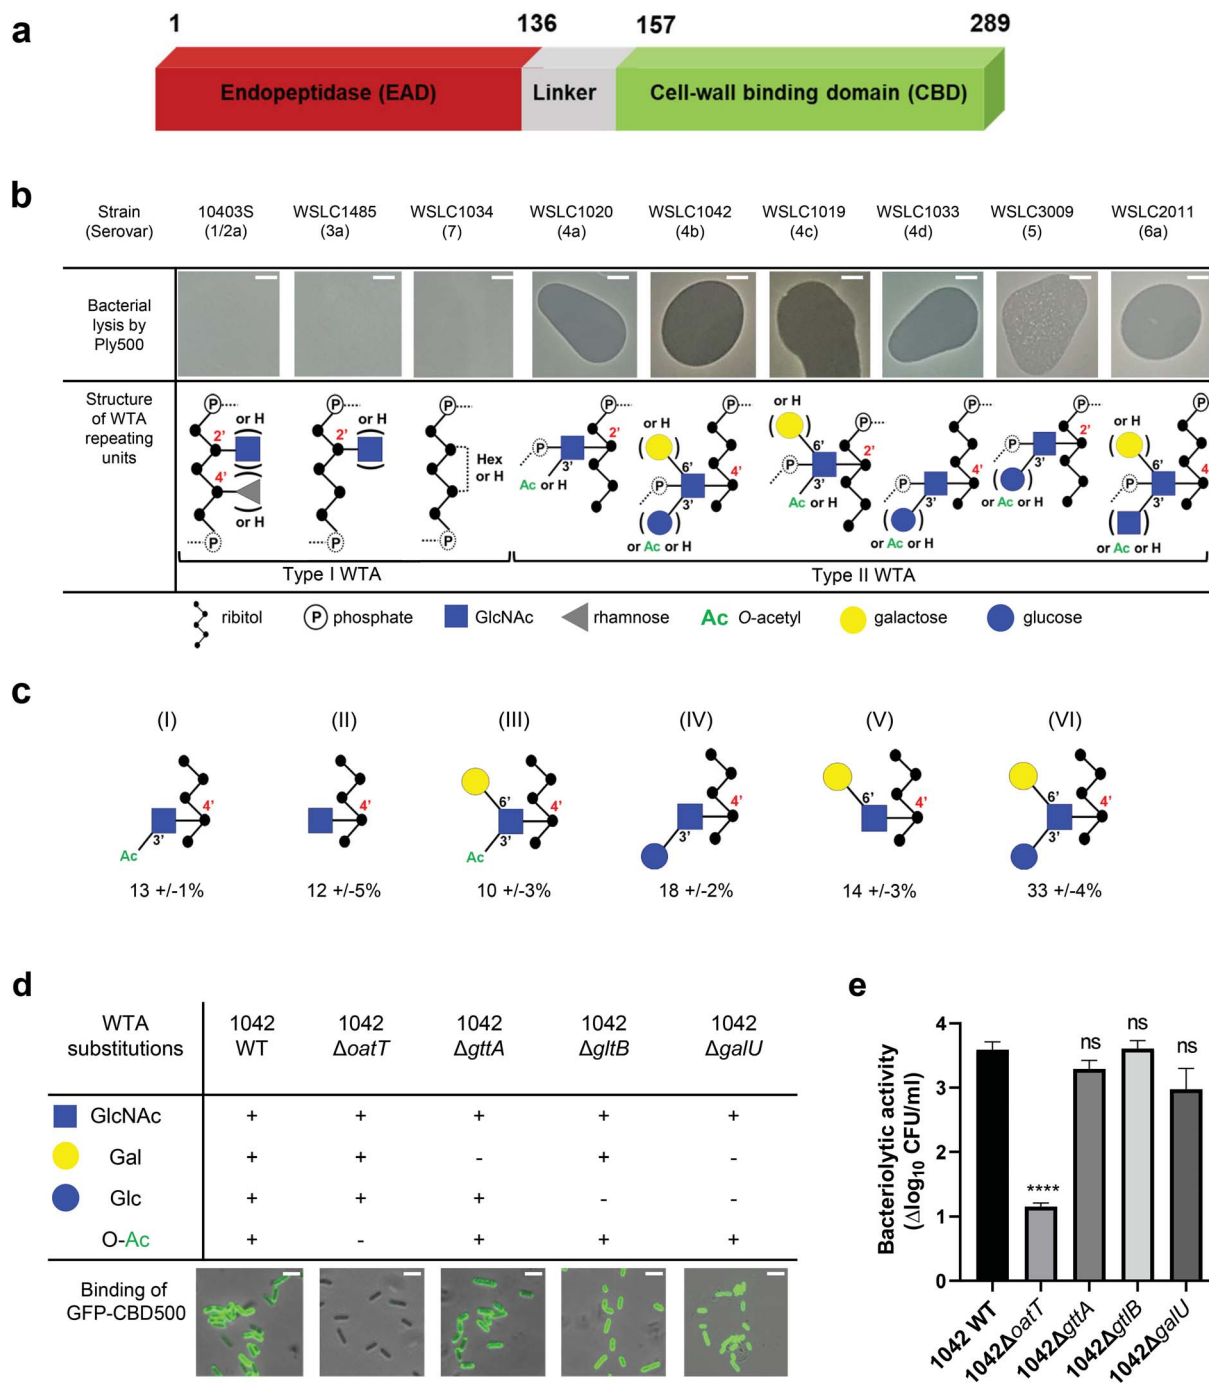 a
1 136 157 289
Endopeptidase (EAD) Linker Cell-wall binding domain (CBD)
b
Strain 10403S WSLC1485 WSLC1034 WSLC1020 WSLC1042 WSLC1019 WSLC1033 WSLC3009 WSLC2011
(Serovar) (1/2a) (3a) (7) (4a) (4b) (4c) (4d) (5) (6a)
Bacterial
lysis by
Ply500
Structure
of WTA
repeating
units
P
or H
2'
4'
or H
P
P
or H
2'
P
P
Hex
or H
P
P
2'
P
3'
Ac or H
P
or H
6'
4'
P
3'
or Ac or H
or H
P
6'
2'
P
3'
Ac or H
P
4'
P
3'
or Ac or H
P
2'
P
3'
or Ac or H
P
or H
6'
4'
P
3'
or Ac or H
Type I WTA Type II WTA
ribitol P phosphate GlcNAc rhamnose Ac O-acetyl galactose glucose
c
(I) (II) (III) (IV) (V) (VI)
4'
3'
Ac
4'
6'
4'
3'
Ac
4'
3'
6'
4'
6'
4'
3'
13 +/-1% 12 +/-5% 10 +/-3% 18 +/-2% 14 +/-3% 33 +/-4%
d
WTA 1042 1042 1042 1042 1042
substitutions WT ΔoatT ΔgttA ΔgltB ΔgalU
GlcNAc + + + + +
Gal + + - + -
Glc + + + - -
O-Ac + - + + +
Binding of
GFP-CBD500
e
Bacteriolytic activity
(Δlog10 CFU/ml)
4
3
2
1
0
****
ns
ns
ns
1042 WT
1042ΔoatT
1042ΔgttA
1042ΔgtlB
1042ΔgalU